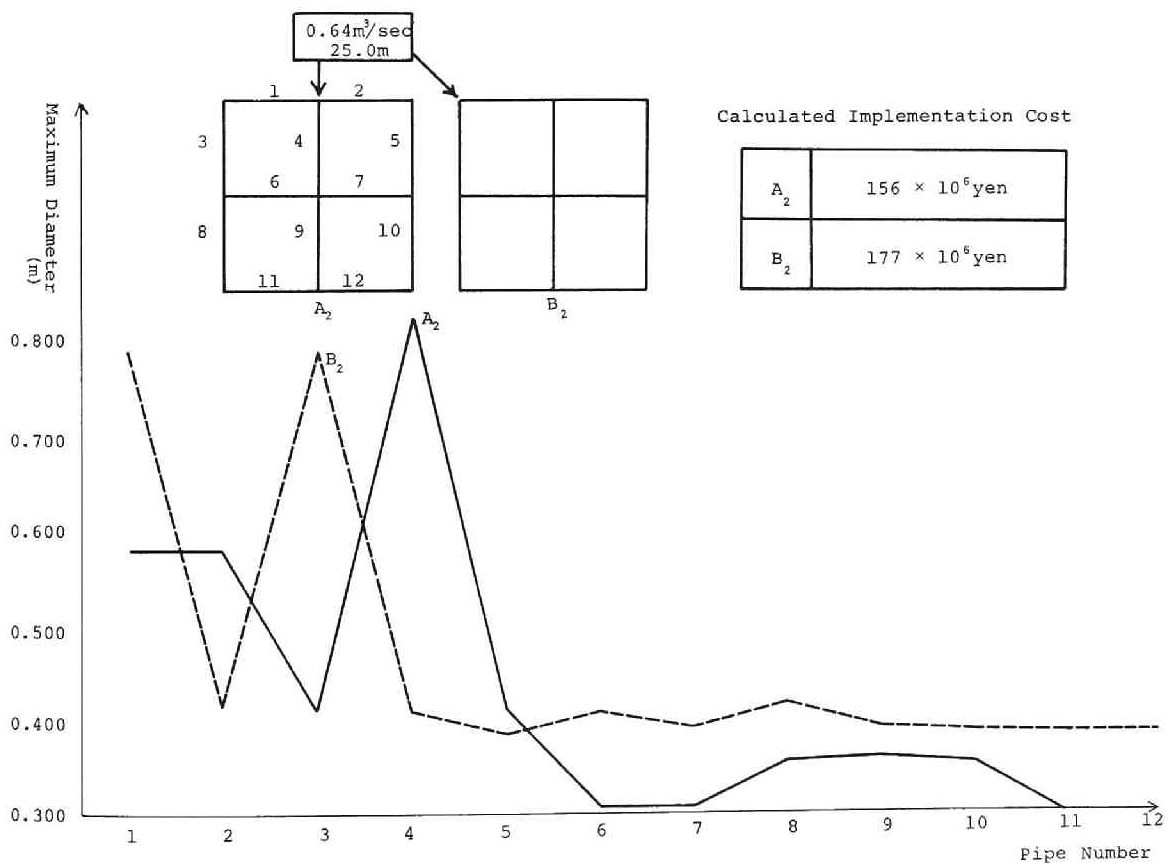 0.64m³/sec
25.0m
1 2
3 4 5
6 7
8 9 10
11 12
A₂
B₂
Calculated Implementation Cost
A₂ 156 × 10⁶yen
B₂ 177 × 10⁶yen
Maximum Diameter
(m)
A₂
B₂
0.800
0.700
0.600
0.500
0.400
0.300
1 2 3 4 5 6 7 8 9 10 11 12
Pipe Number